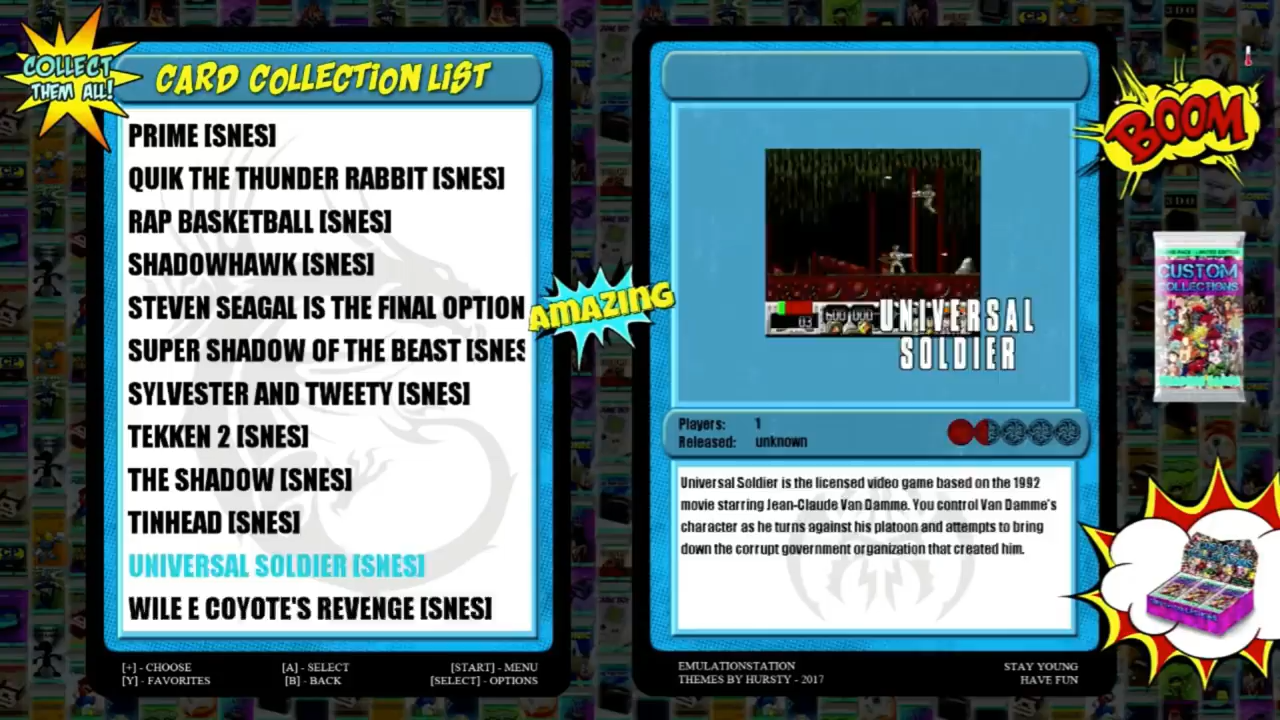 COLLECT
THEM ALL!
CARD COLLECTION LIST
PRIME [SNES]
QUIK THE THUNDER RABBIT [SNES]
RAP BASKETBALL [SNES]
SHADOWHAWK [SNES]
STEVEN SEAGAL IS THE FINAL OPTION
SUPER SHADOW OF THE BEAST [SNES
SYLVESTER AND TWEETY [SNES]
TEKKEN 2 [SNES]
THE SHADOW [SNES]
TINHEAD [SNES]
UNIVERSAL SOLDIER [SNES]
WILE E COYOTE'S REVENGE [SNES]
[+] - CHOOSE
[A] - SELECT
[START] - MENU
[Y] - FAVORITES
[B] - BACK
[SELECT] - OPTIONS
AMAZING
BOOM
03
UNIVERSAL
SOLDIER
CUSTOM
COLLECTIONS
Players: 1
Released: unknown
Universal Soldier is the licensed video game based on the 1992
movie starring Jean-Claude Van Damme. You control Van Damme's
character as he turns against his platoon and attempts to bring
down the corrupt government organization that created him.
EMULATIONSTATION
THEMES BY HURSTY - 2017
STAY YOUNG
HAVE FUN